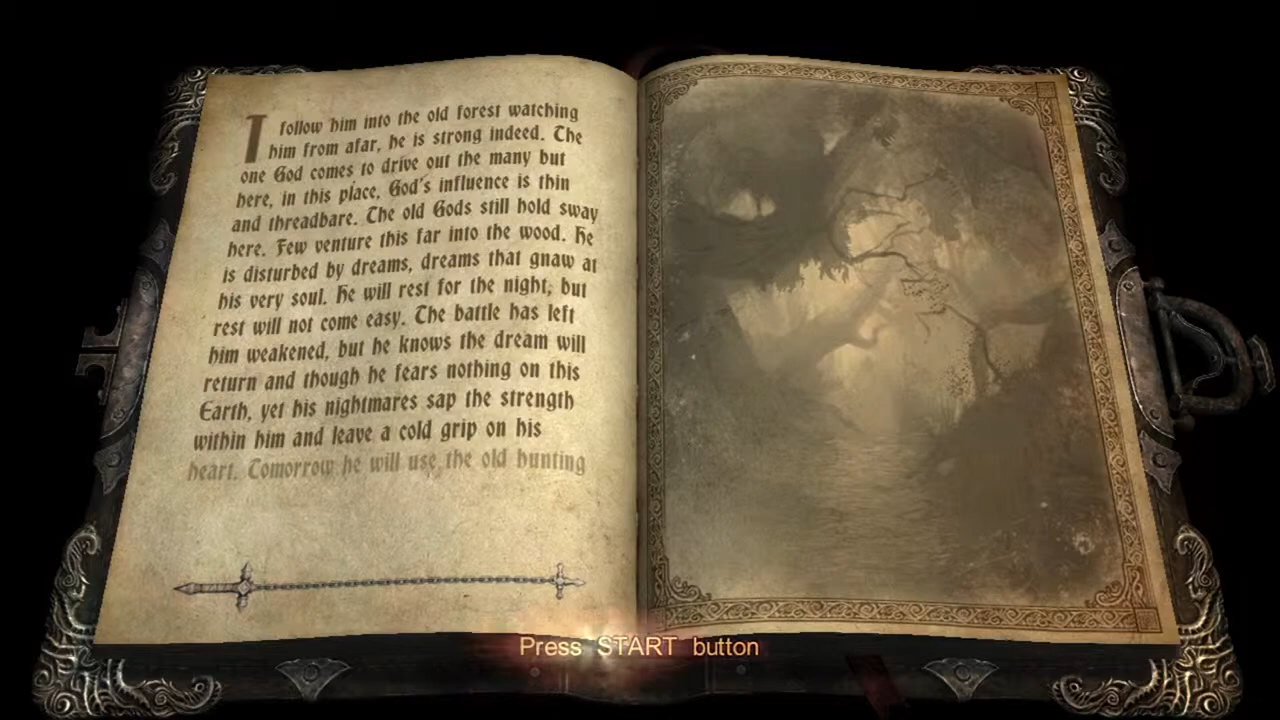 I follow him into the old forest watching
him from afar, he is strong indeed. The
one God comes to drive out the many but
here, in this place, God's influence is thin
and threadbare. The old Gods still hold sway
here. Few venture this far into the wood. He
is disturbed by dreams, dreams that gnaw at
his very soul. He will rest for the night, but
rest will not come easy. The battle has left
him weakened, but he knows the dream will
return and though he fears nothing on this
Earth, yet his nightmares sap the strength
within him and leave a cold grip on his
heart. Tomorrow he will use the old hunting
Press START button